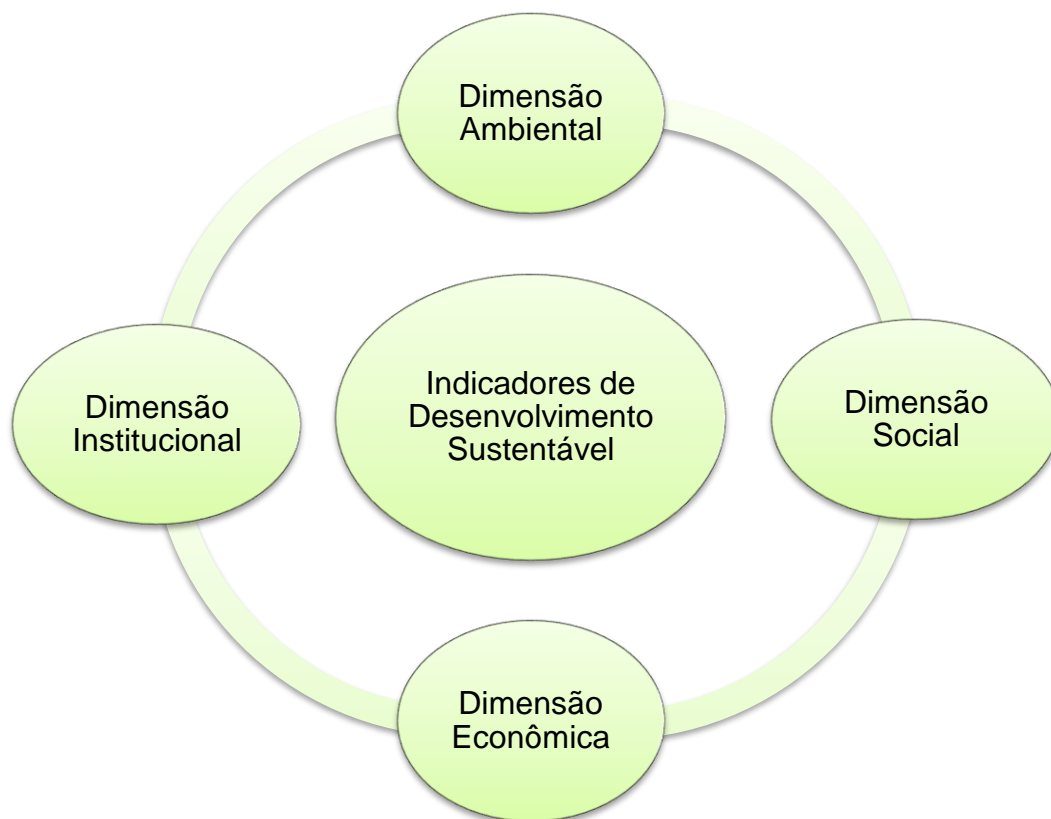 Dimensão
Ambiental
Dimensão
Institucional
Indicadores de
Desenvolvimento
Sustentável
Dimensão
Social
Dimensão
Econômica